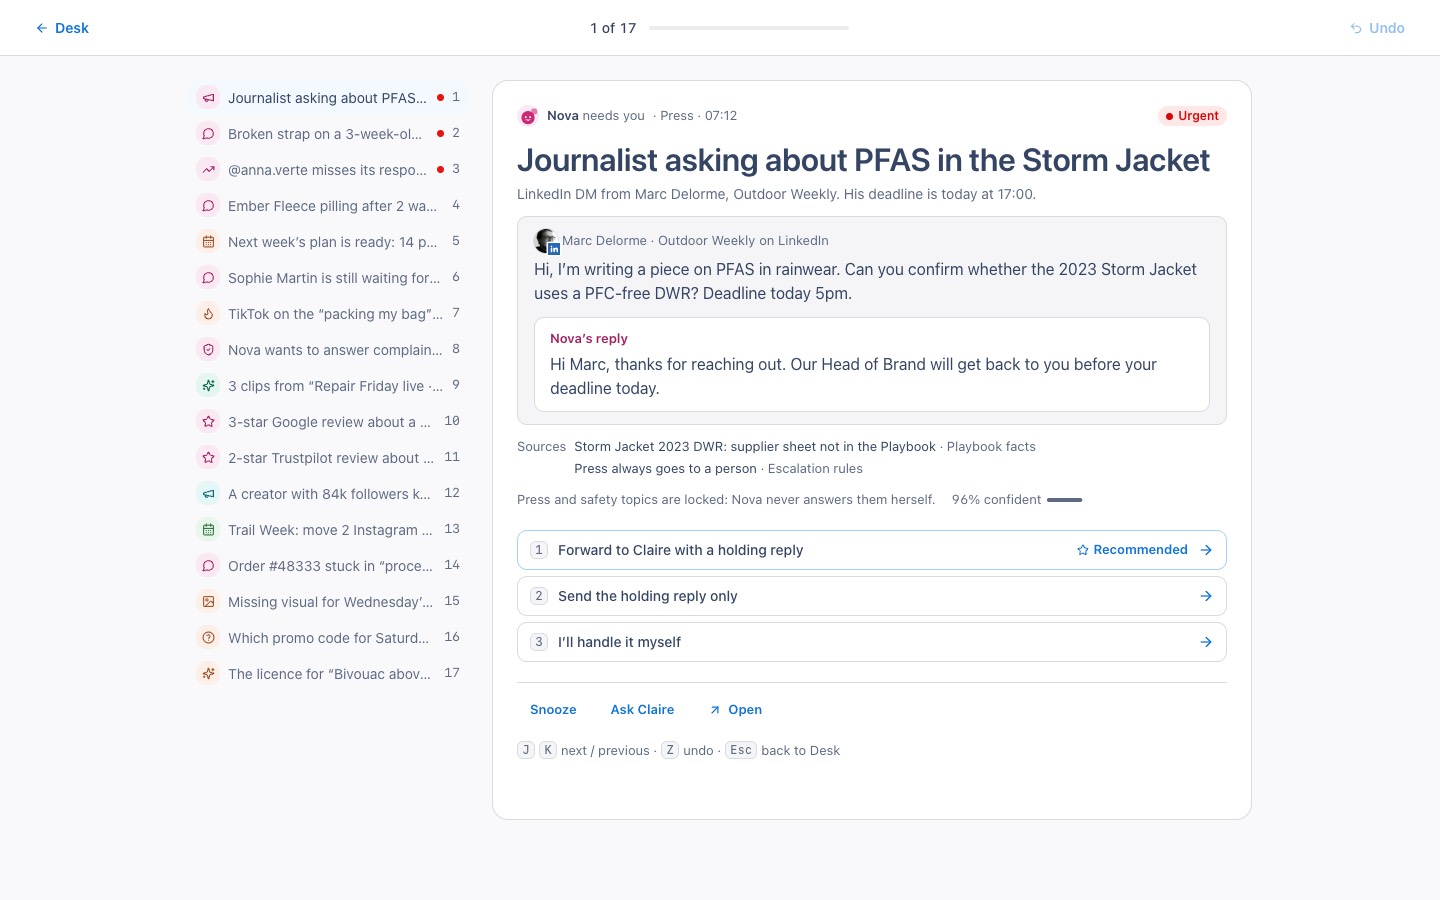 Desk
1 of 17
Undo
Journalist asking about PFAS... 1
Broken strap on a 3-week-ol... 2
@anna.verte misses its respo... 3
Ember Fleece pilling after 2 wa... 4
Next week's plan is ready: 14 p... 5
Sophie Martin is still waiting for... 6
TikTok on the “packing my bag”... 7
Nova wants to answer complain... 8
3 clips from “Repair Friday live ·... 9
3-star Google review about a ... 10
2-star Trustpilot review about ... 11
A creator with 84k followers k... 12
Trail Week: move 2 Instagram ... 13
Order #48333 stuck in “proce... 14
Missing visual for Wednesday'... 15
Which promo code for Saturd... 16
The licence for “Bivouac abov... 17
Nova needs you · Press · 07:12
Urgent
Journalist asking about PFAS in the Storm Jacket
LinkedIn DM from Marc Delorme, Outdoor Weekly. His deadline is today at 17:00.
in
Marc Delorme · Outdoor Weekly on LinkedIn
Hi, I'm writing a piece on PFAS in rainwear. Can you confirm whether the 2023 Storm Jacket
uses a PFC-free DWR? Deadline today 5pm.
Nova's reply
Hi Marc, thanks for reaching out. Our Head of Brand will get back to you before your
deadline today.
Sources Storm Jacket 2023 DWR: supplier sheet not in the Playbook · Playbook facts
Press always goes to a person · Escalation rules
Press and safety topics are locked: Nova never answers them herself. 96% confident
1 Forward to Claire with a holding reply Recommended
2 Send the holding reply only
3 I'll handle it myself
Snooze Ask Claire Open
J K next / previous · Z undo · Esc back to Desk